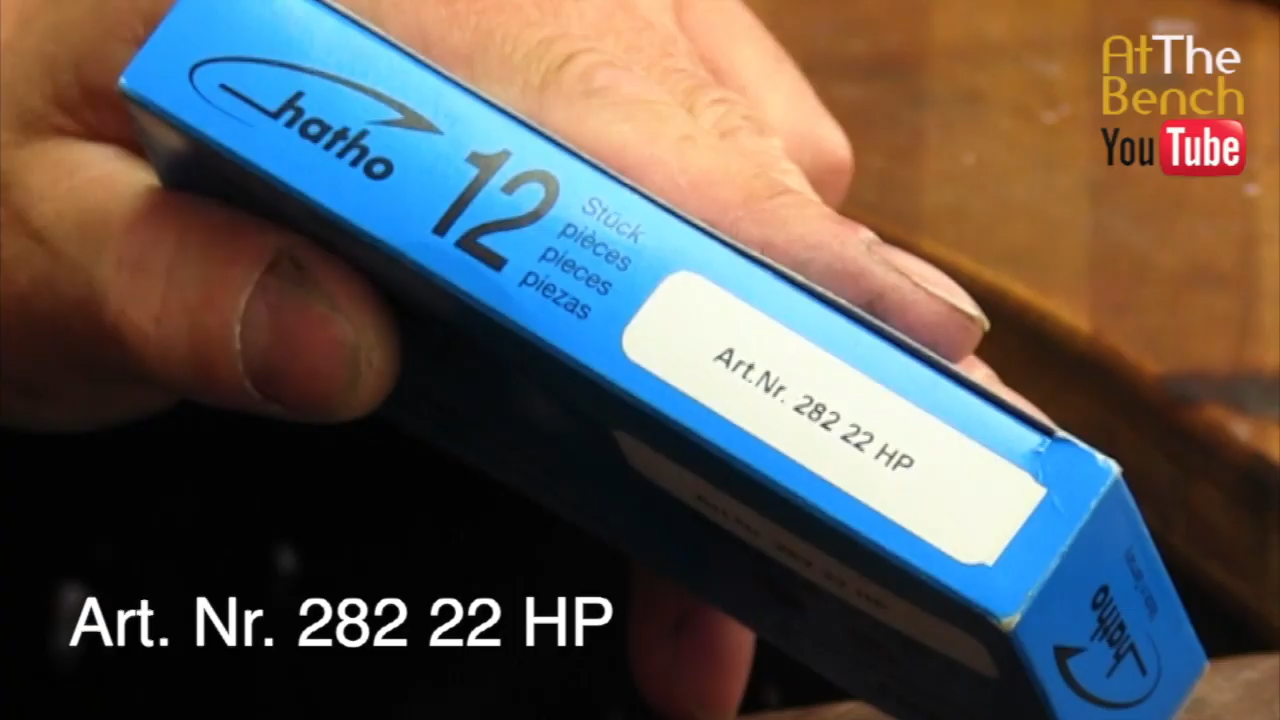 AtThe
Bench
YouTube
hatho
12
Stück
pièces
pieces
piezas
Art.Nr. 282 22 HP
hatho
Art. Nr. 282 22 HP